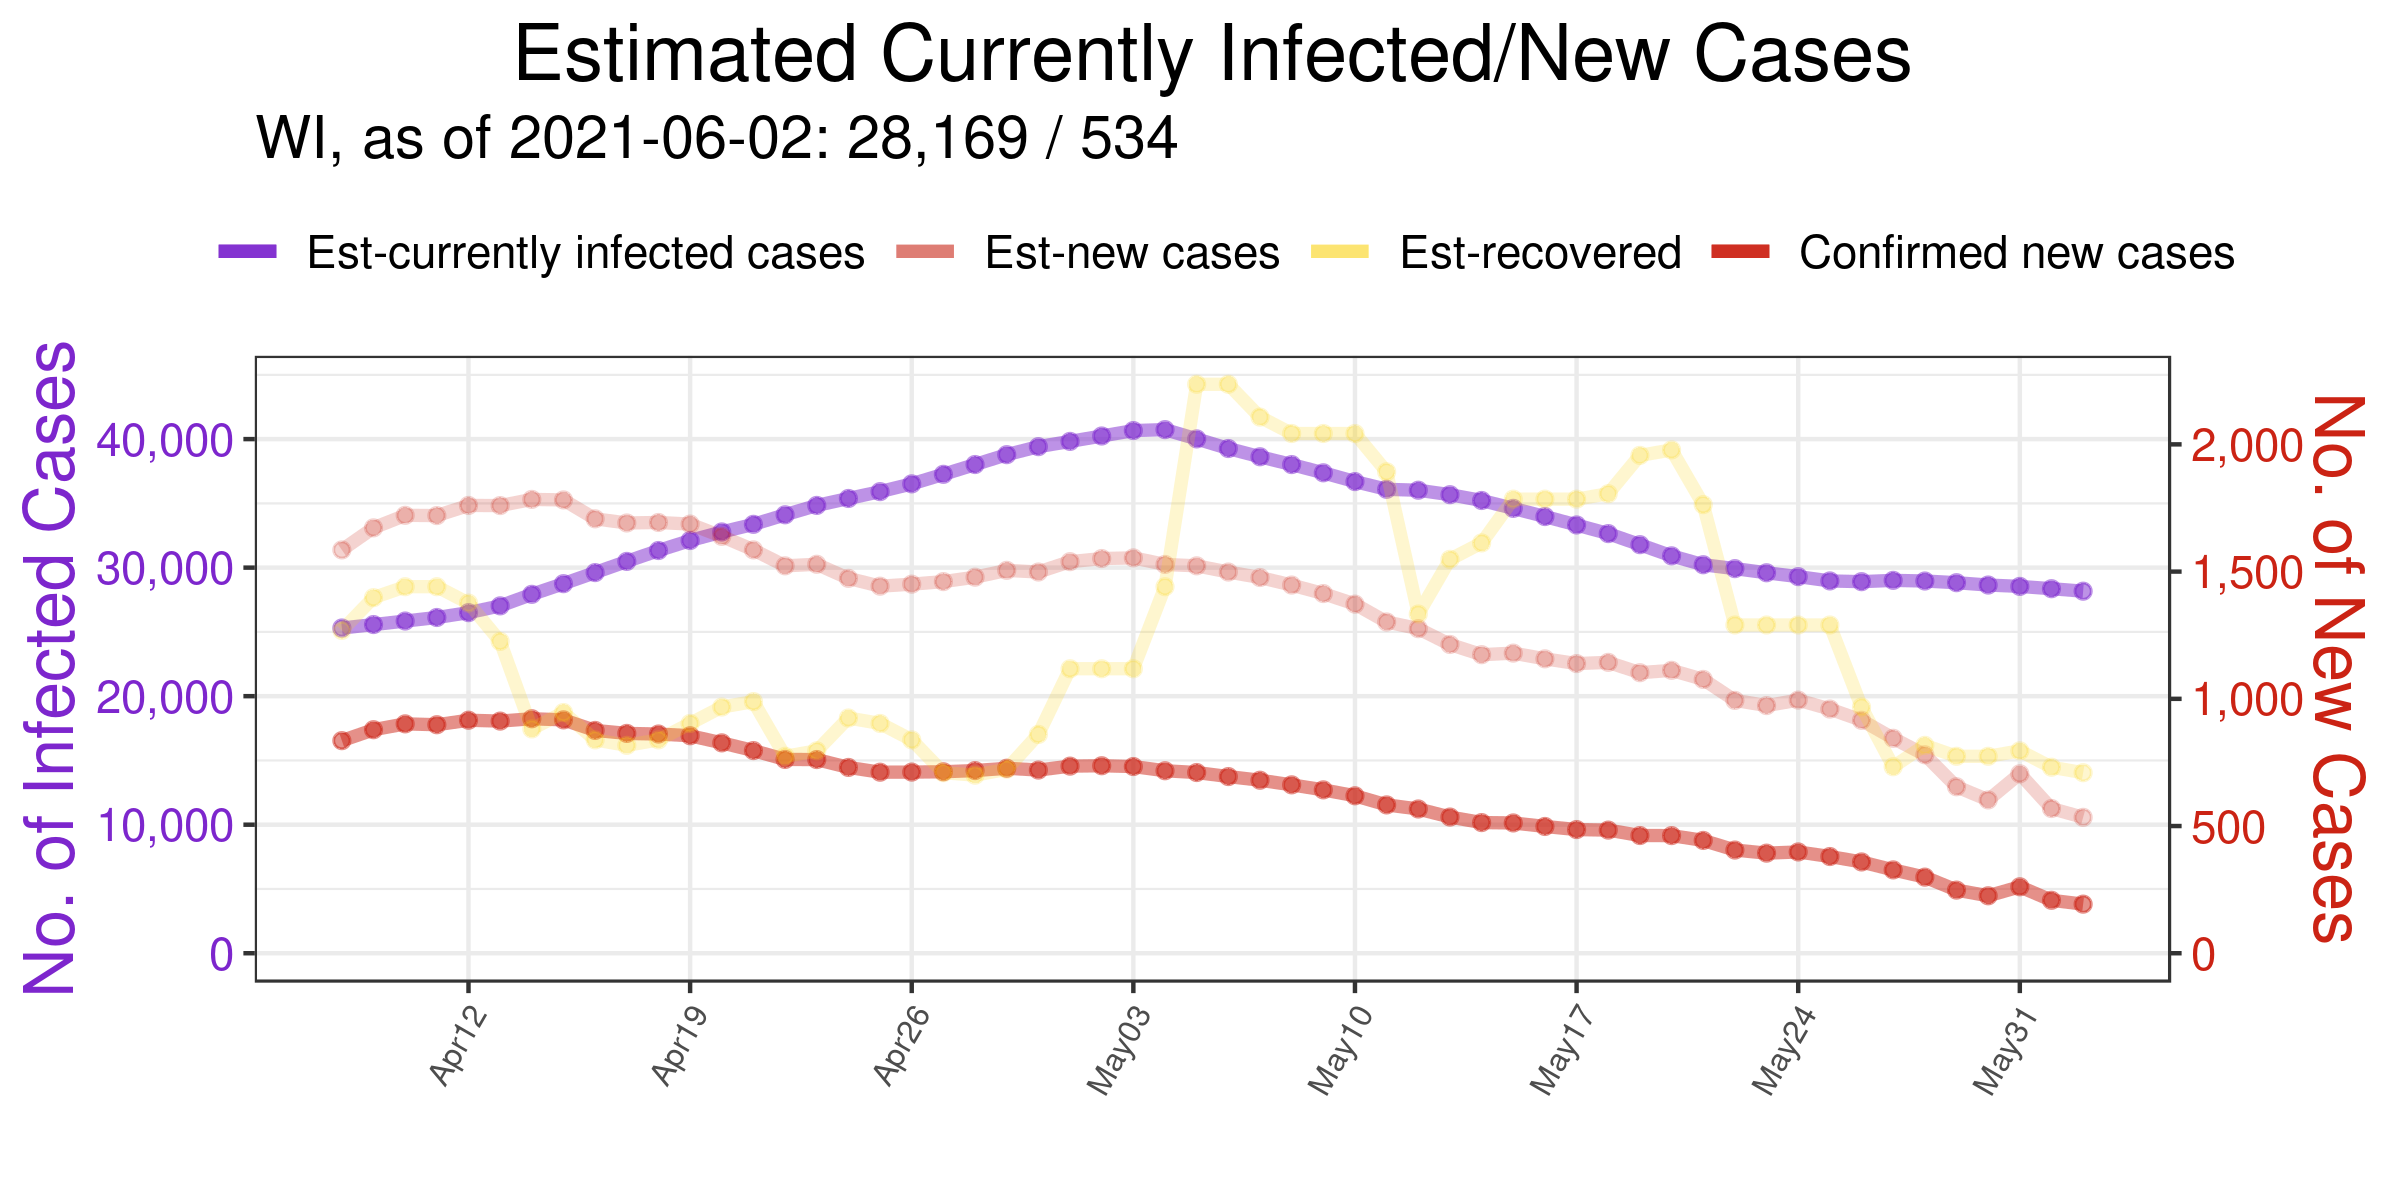 Estimated Currently Infected/New Cases
WI, as of 2021-06-02: 28,169 / 534
Est-currently infected cases Est-new cases Est-recovered Confirmed new cases
No. of Infected Cases
40,000
30,000
20,000
10,000
0
2,000
1,500
1,000
500
0
No. of New Cases
Apr12 Apr19 Apr26 May03 May10 May17 May24 May31